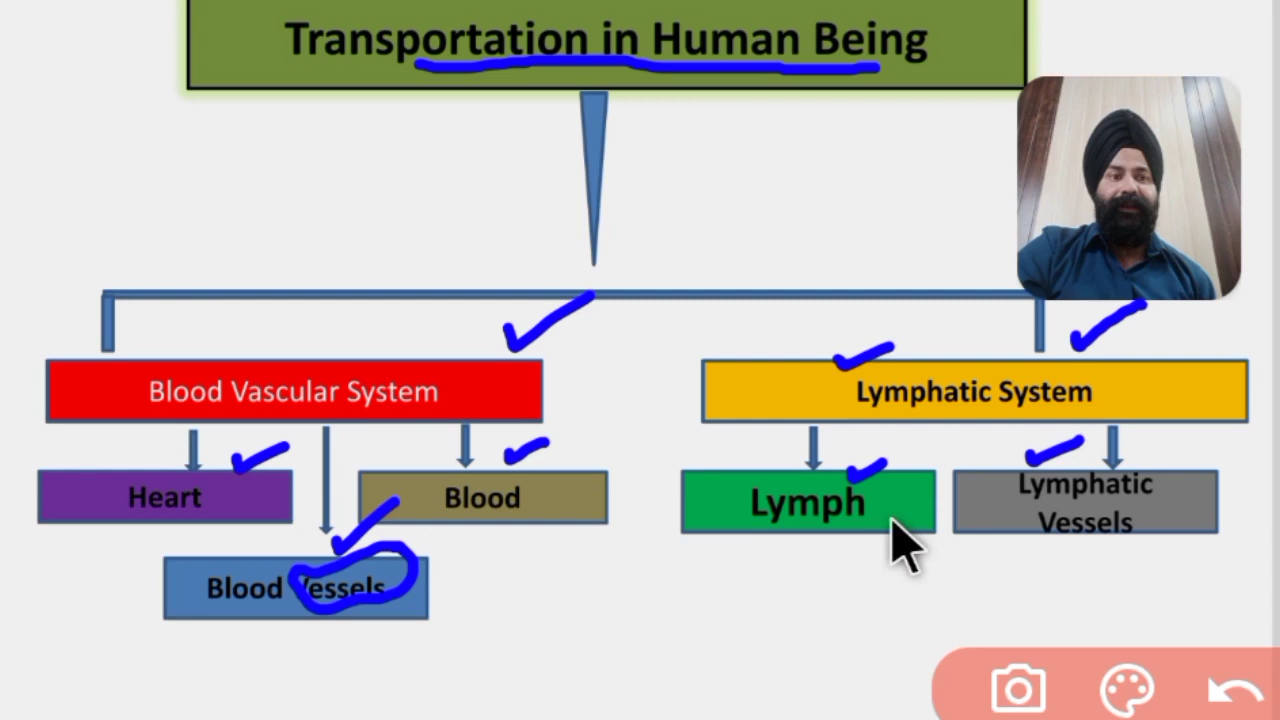 Transportation in Human Being
Blood Vascular System
Lymphatic System
Heart
Blood
Lymph
Lymphatic
Vessels
Blood Vessels